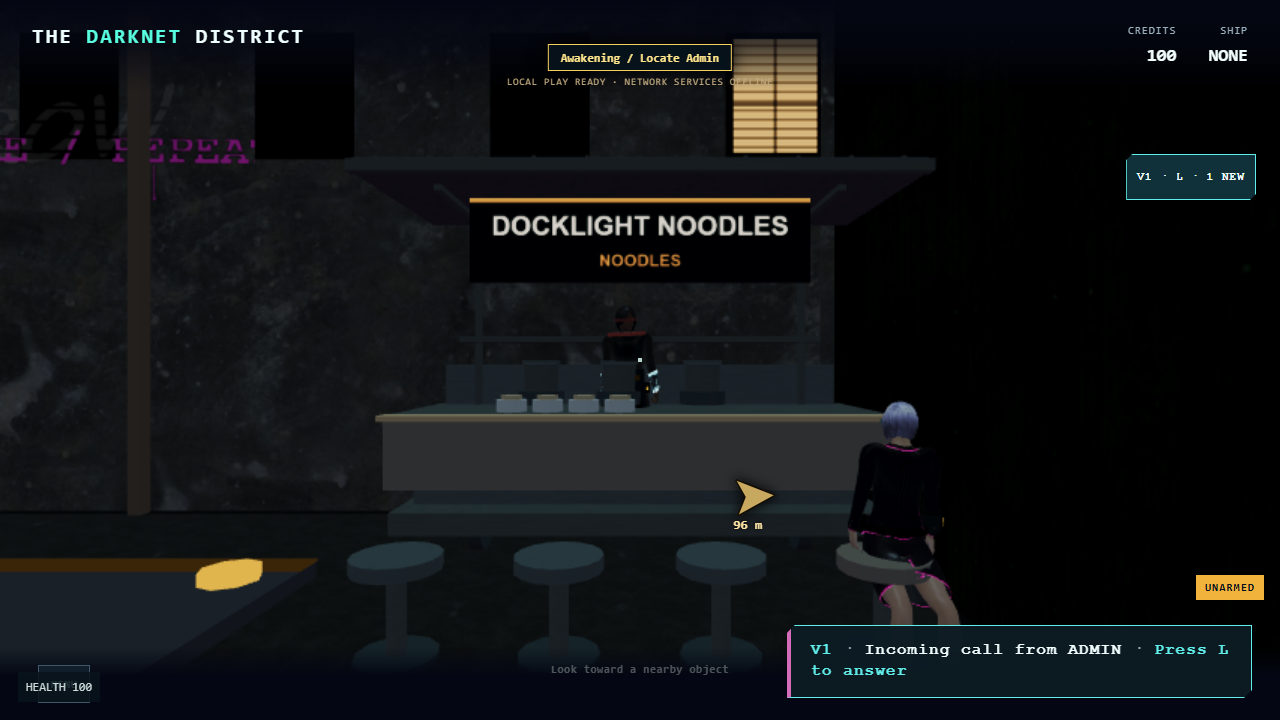 THE DARKNET DISTRICT
CREDITS
100
SHIP
NONE
Awakening / Locate Admin
LOCAL PLAY READY · NETWORK SERVICES OFFLINE
/ REPEAT
V1 · L · 1 NEW
DOCKLIGHT NOODLES
NOODLES
96 m
UNARMED
V1 · Incoming call from ADMIN · Press L
to answer
Look toward a nearby object
HEALTH 100